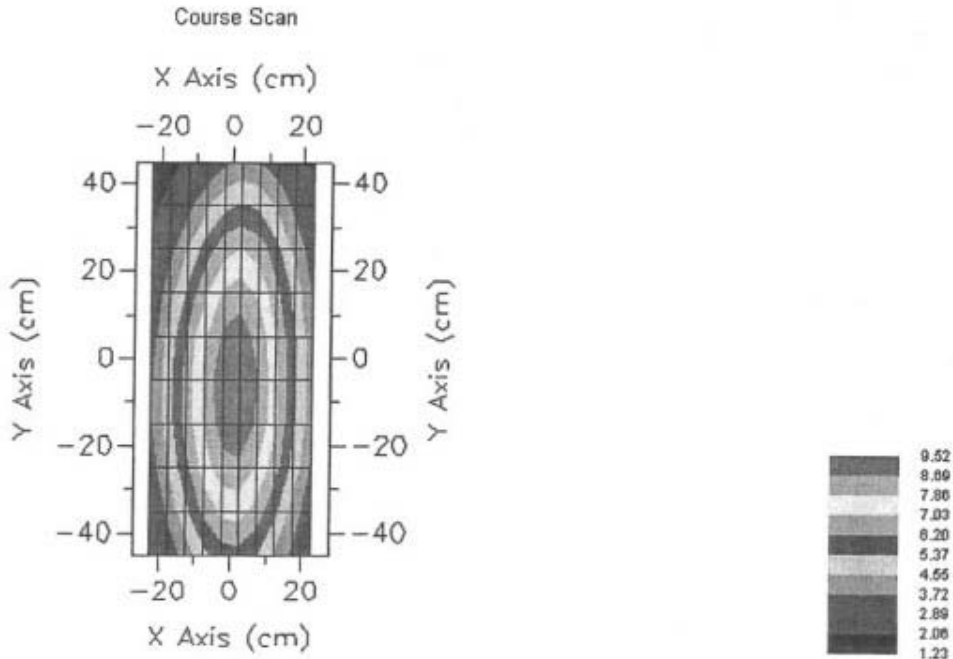 Course Scan
X Axis (cm)
-20 0 20
40 40
20 20
0 0
-20 -20
-40 -40
Y Axis (cm)
Y Axis (cm)
-20 0 20
X Axis (cm)
9.52
8.69
7.86
7.03
6.20
5.37
4.55
3.72
2.89
2.06
1.23